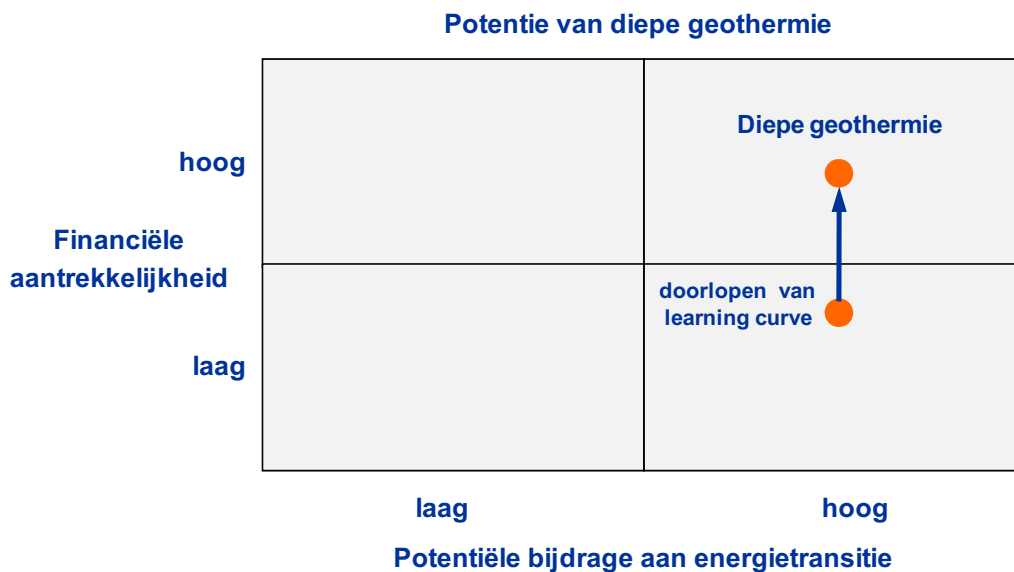 Potentie van diepe geothermie
Diepe geothermie
hoog
Financiële
aantrekkelijkheid
doorlopen van
learning curve
laag
laag
hoog
Potentiële bijdrage aan energietransitie